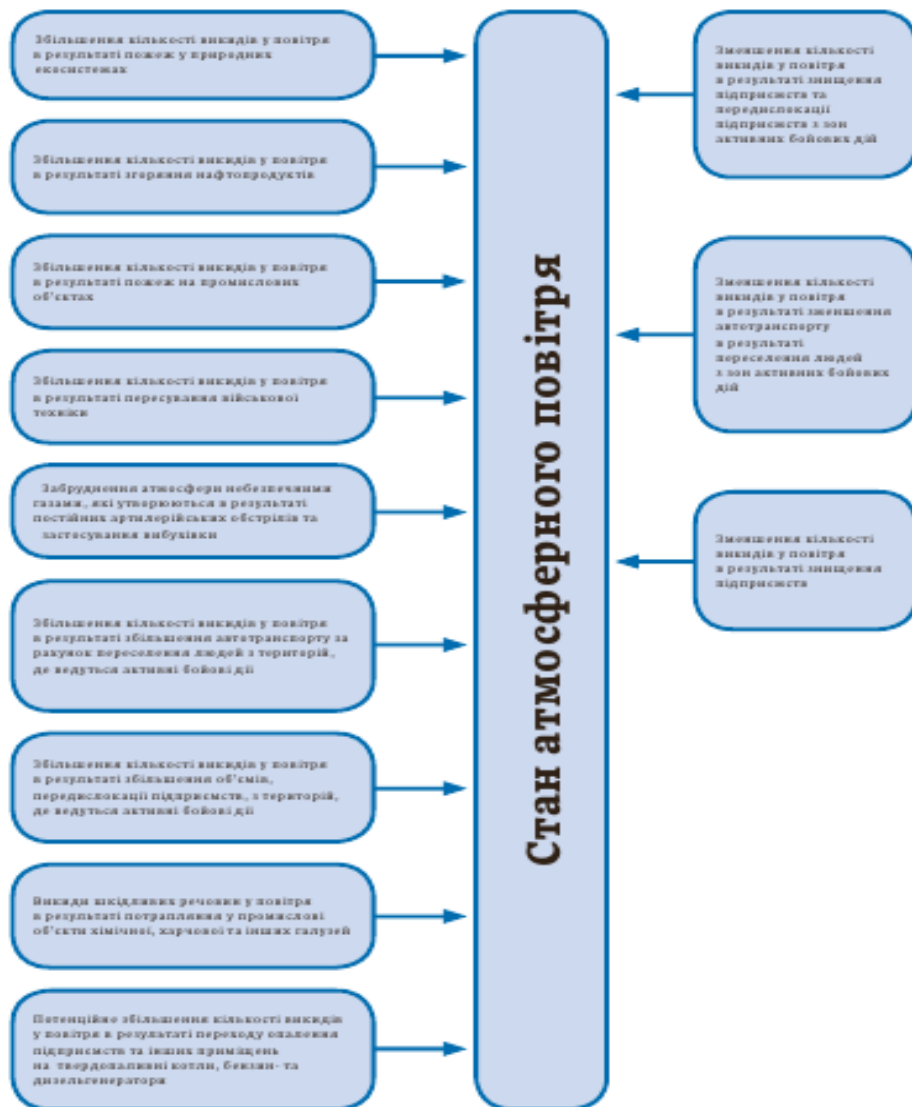 Збільшення кількості викидів у повітря
в результаті пожеж у природних
екосистемах
Збільшення кількості викидів у повітря
в результаті згоряння нафтопродуктів
Збільшення кількості викидів у повітря
в результаті пожеж на промислових
об'єктах
Збільшення кількості викидів у повітря
в результаті пересування військової
техніки
Забруднення атмосфери небезпечними
газами, які утворюються в результаті
постійних артилерійських обстрілів та
застосування вибухівки
Збільшення кількості викидів у повітря
в результаті збільшення автотранспорту за
рахунок переселення людей з територій,
де ведуться активні бойові дії
Збільшення кількості викидів у повітря
в результаті збільшення об'ємів,
передислокації підприємств, з територій,
де ведуться активні бойові дії
Викиди шкідливих речовин у повітря
в результаті потрапляння у промислові
об'єкти хімічної, харчової та інших галузей
Потенційне збільшення кількості викидів
у повітря в результаті переходу опалення
підприємств та інших приміщень
на твердопаливні котли, бензин- та
дизельгенератори
Стан атмосферного повітря
Зменшення кількості
викидів у повітря
в результаті знищення
підприємств та
передислокації
підприємств з зон
активних бойових дій
Зменшення кількості
викидів у повітря
в результаті зменшення
автотранспорту
в результаті
переселення людей
з зон активних бойових
дій
Зменшення кількості
викидів у повітря
в результаті знищення
підприємств